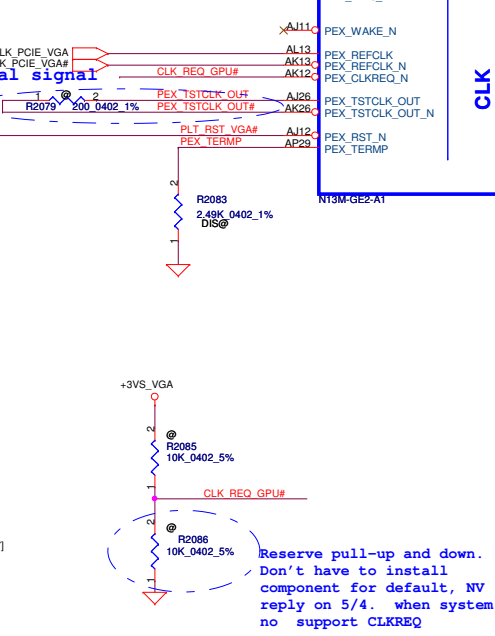 AJ11 PEX_WAKE_N
LK_PCIE_VGA AL13 PEX_REFCLK
K_PCIE_VGA# AK13 PEX_REFCLK_N
al signal CLK_REQ_GPU# AK12 PEX_CLKREQ_N
CLK
1 @ 2 PEX_TSTCLK_OUT AJ26 PEX_TSTCLK_OUT
R2079 200_0402_1% PEX_TSTCLK_OUT# AK26 PEX_TSTCLK_OUT_N
PLT_RST_VGA# AJ12 PEX_RST_N
PEX_TERMP AP29 PEX_TERMP
2
R2083 N13M-GE2-A1
2.49K_0402_1%
DIS@
1
+3VS_VGA
2
@
R2085
10K_0402_5%
1
CLK_REQ_GPU#
2
@
R2086
10K_0402_5%
1
Reserve pull-up and down.
Don't have to install
component for default, NV
reply on 5/4. when system
no support CLKREQ